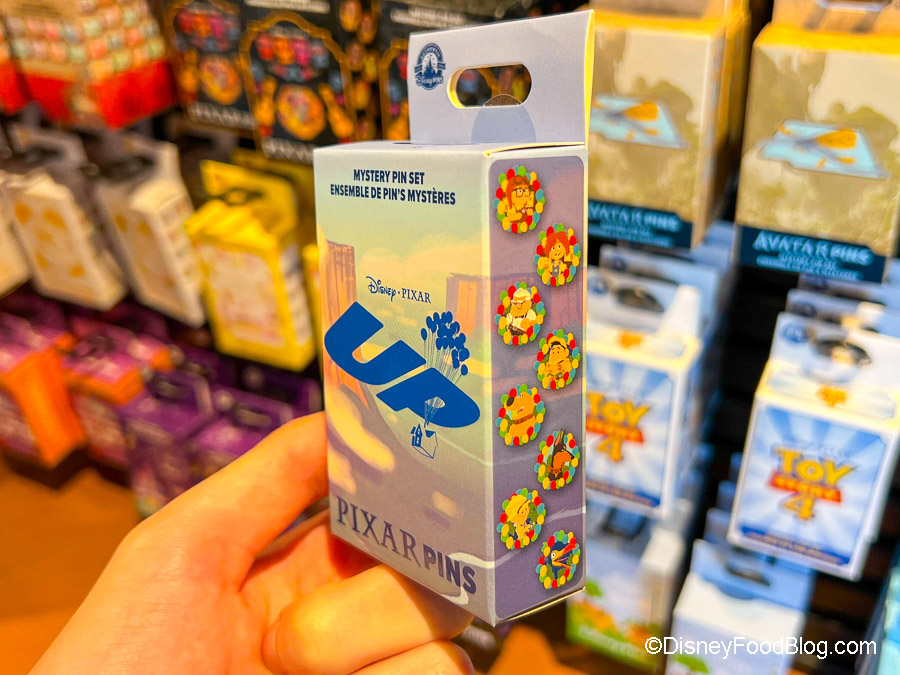 MYSTERY PIN SET
ENSEMBLE DE PIN'S MYSTÈRES
Disney • PIXAR
UP
PIXAR PINS
PIXAR
AVATAR PINS
AVATAR PINS
TOY
STORY
4
TOY
STORY
4
©DisneyFoodBlog.com